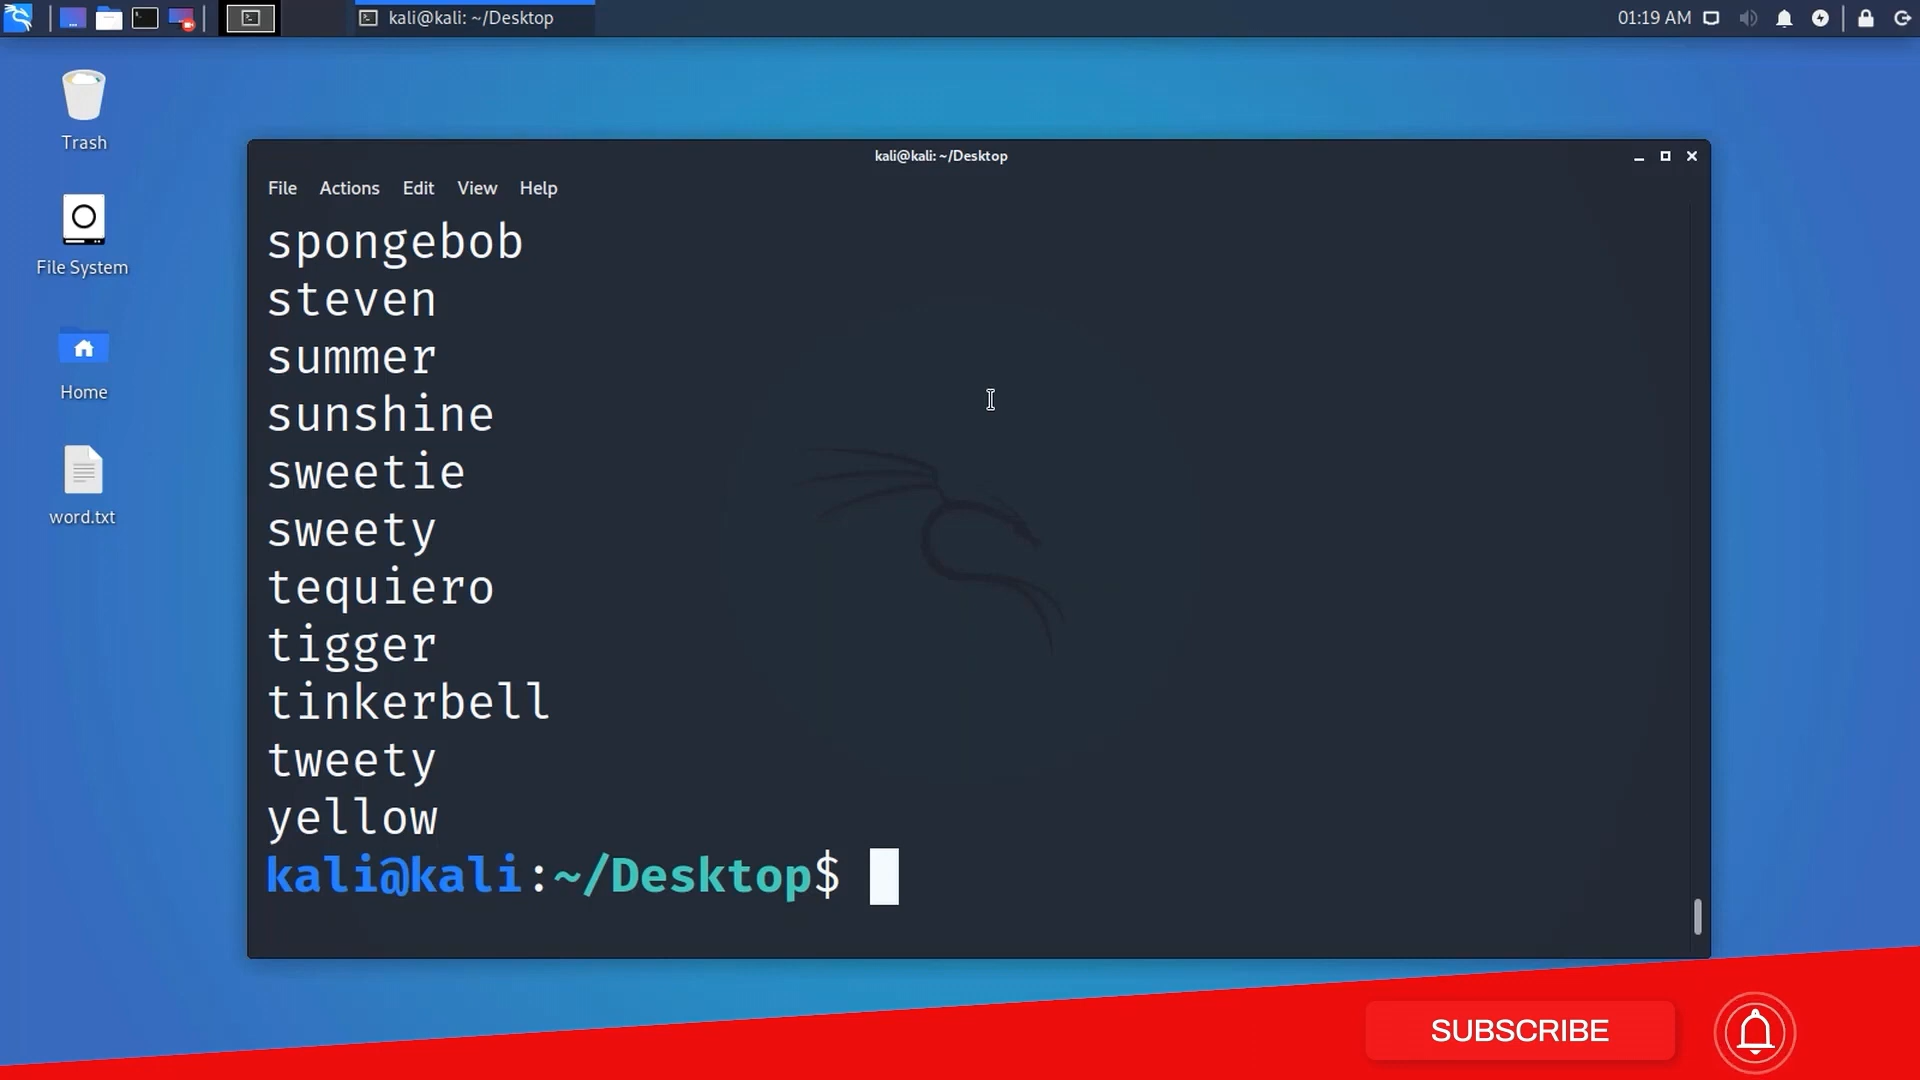 kali@kali: ~/Desktop
01:19 AM
Trash
File System
Home
word.txt
kali@kali: ~/Desktop
File Actions Edit View Help
spongebob
steven
summer
sunshine
sweetie
sweety
tequiero
tigger
tinkerbell
tweety
yellow
kali@kali:~/Desktop$
SUBSCRIBE